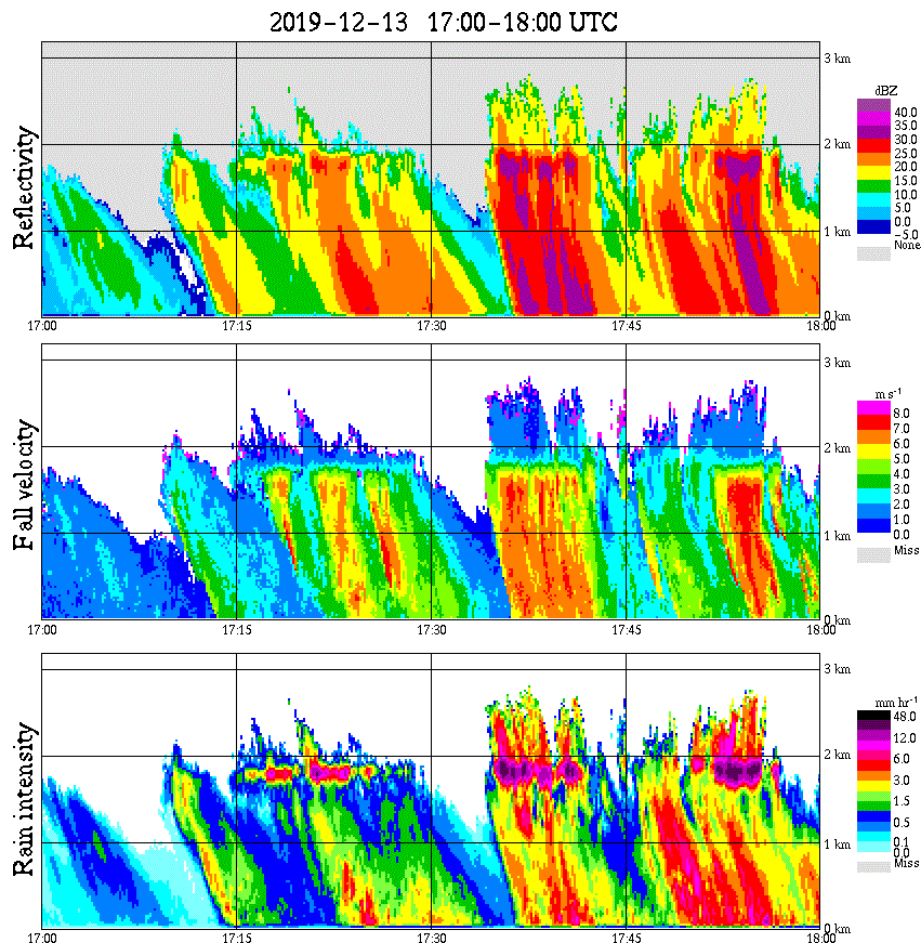 2019-12-13 17:00-18:00 UTC
Reflectivity
3 km
2 km
1 km
0 km
17:00 17:15 17:30 17:45 18:00
dBZ
40.0
35.0
30.0
25.0
20.0
15.0
10.0
5.0
0.0
-5.0
None
Fall velocity
3 km
2 km
1 km
0 km
17:00 17:15 17:30 17:45 18:00
m s⁻¹
8.0
7.0
6.0
5.0
4.0
3.0
2.0
1.0
0.0
Miss
Rain intensity
3 km
2 km
1 km
0 km
17:00 17:15 17:30 17:45 18:00
mm hr⁻¹
48.0
12.0
6.0
3.0
1.5
0.5
0.1
0.0
Miss